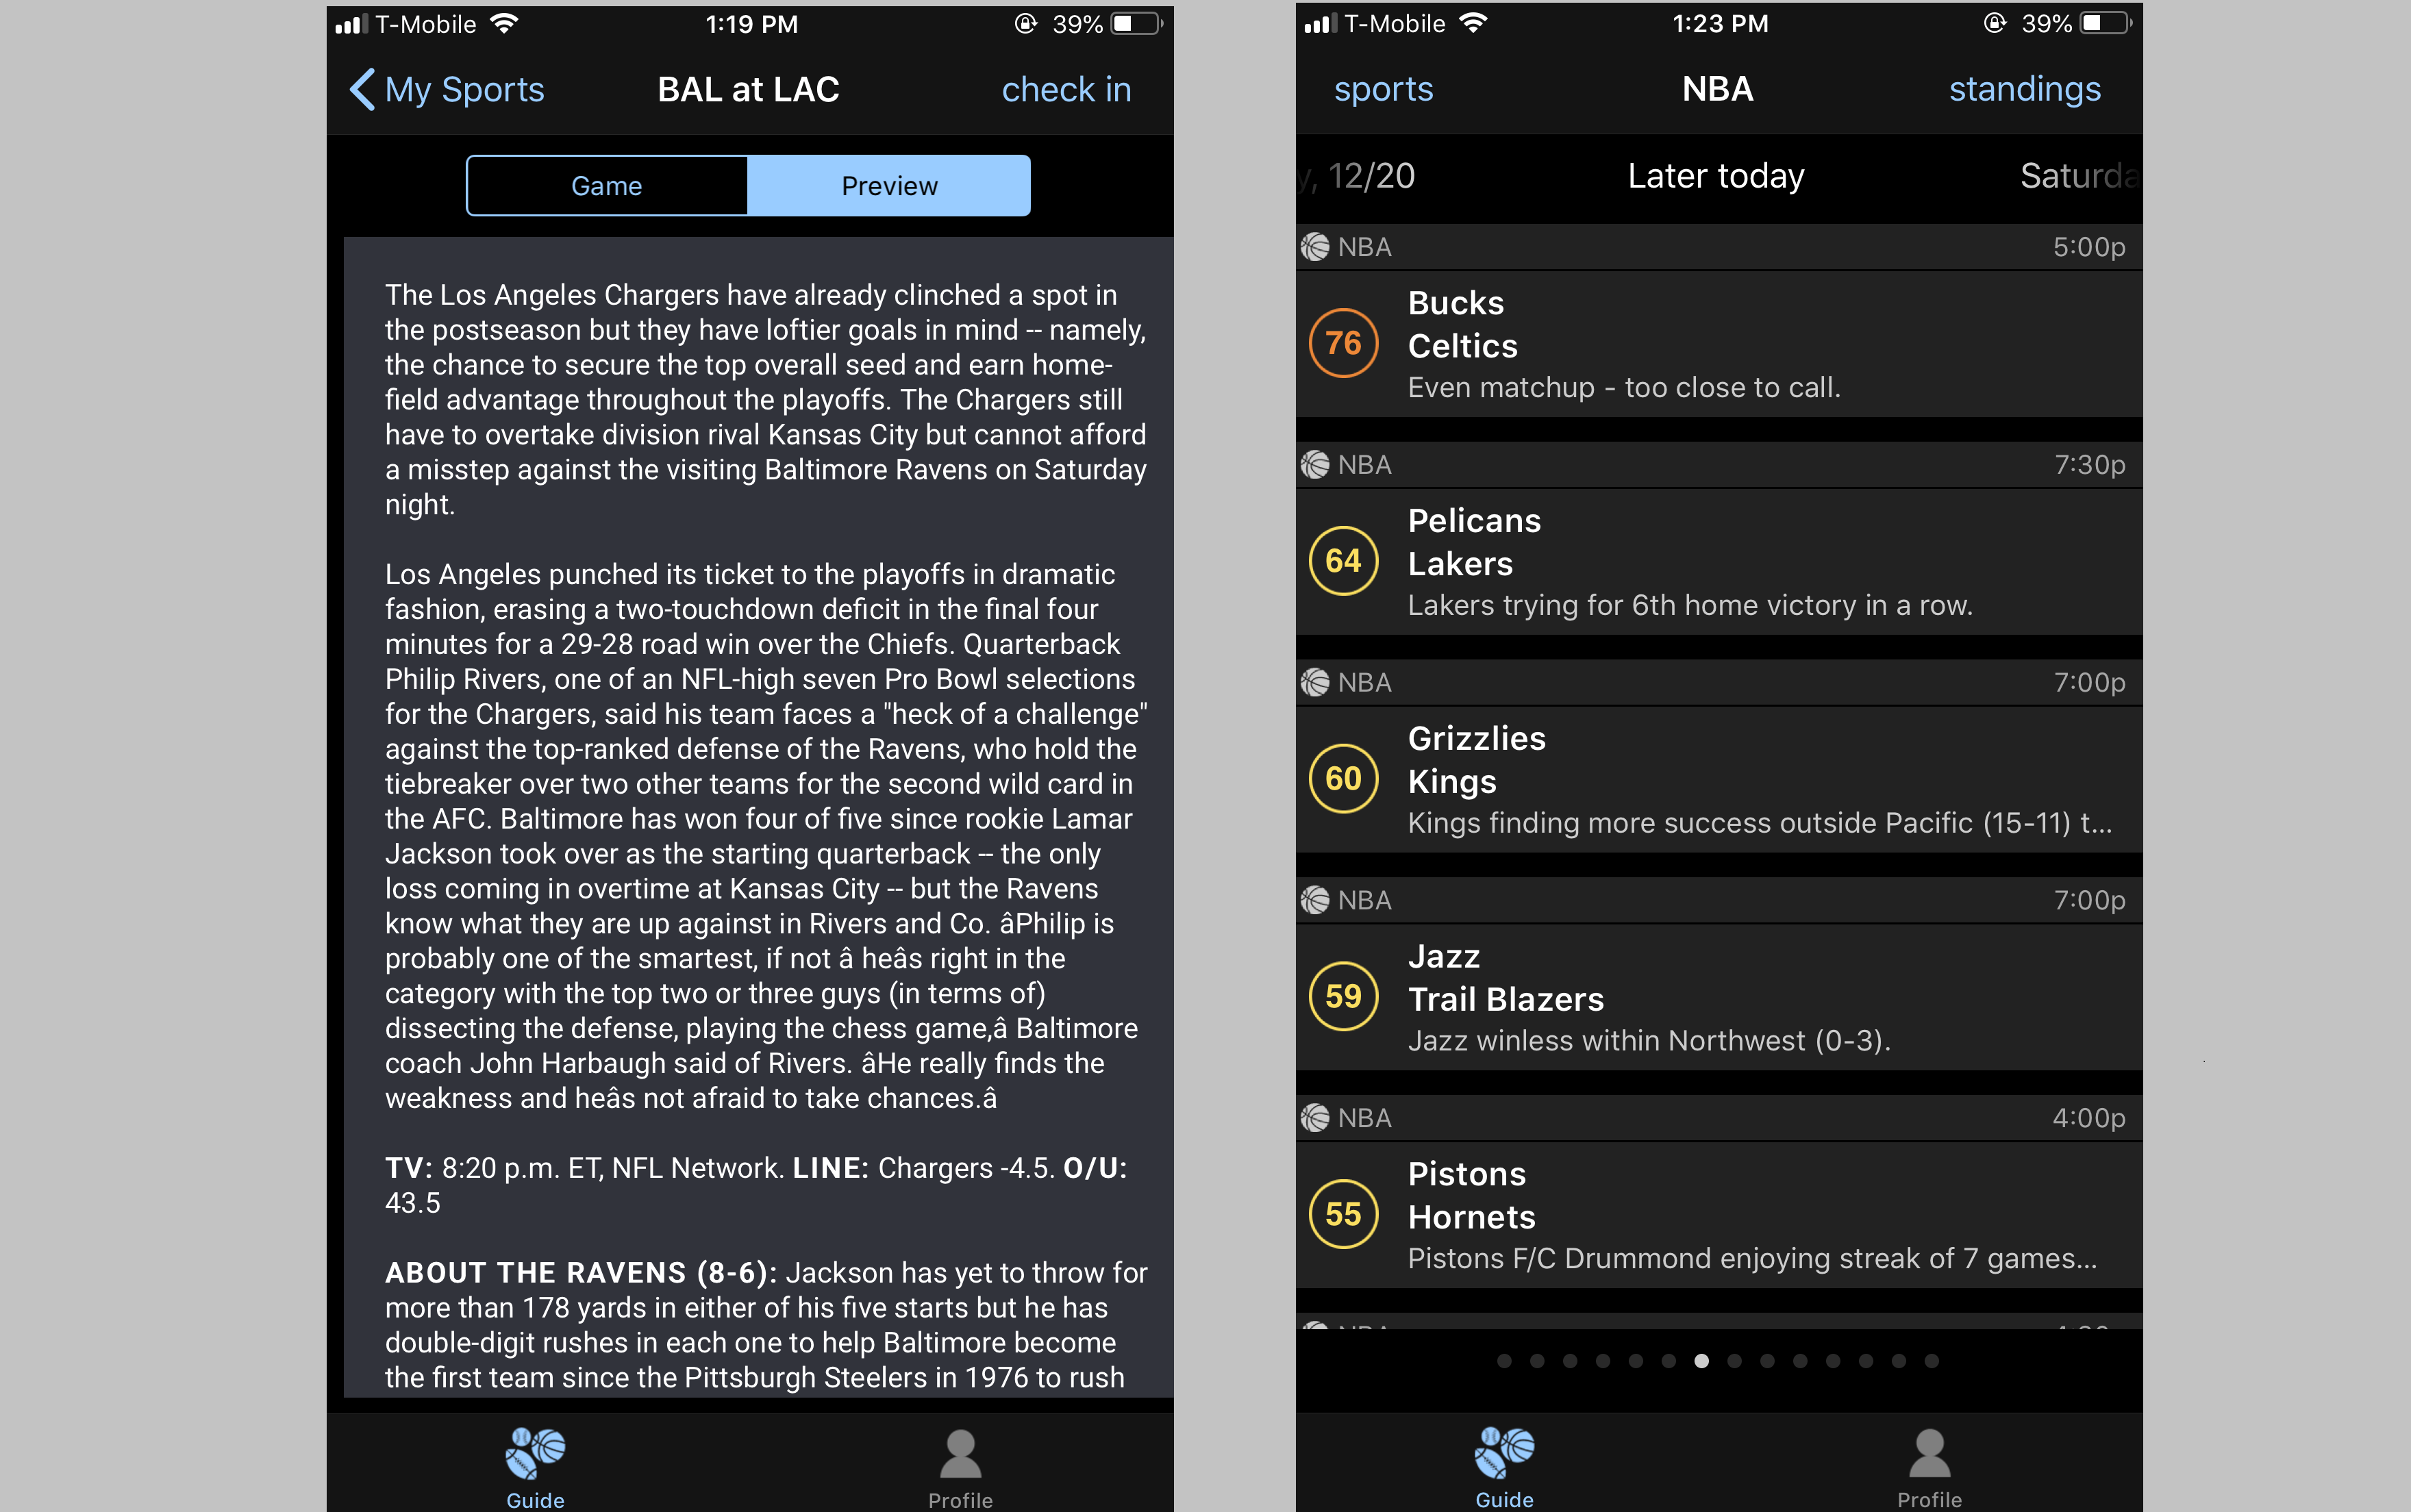 T-Mobile 1:19 PM 39%
My Sports BAL at LAC check in
Game Preview
The Los Angeles Chargers have already clinched a spot in
the postseason but they have loftier goals in mind -- namely,
the chance to secure the top overall seed and earn home-
field advantage throughout the playoffs. The Chargers still
have to overtake division rival Kansas City but cannot afford
a misstep against the visiting Baltimore Ravens on Saturday
night.
Los Angeles punched its ticket to the playoffs in dramatic
fashion, erasing a two-touchdown deficit in the final four
minutes for a 29-28 road win over the Chiefs. Quarterback
Philip Rivers, one of an NFL-high seven Pro Bowl selections
for the Chargers, said his team faces a "heck of a challenge"
against the top-ranked defense of the Ravens, who hold the
tiebreaker over two other teams for the second wild card in
the AFC. Baltimore has won four of five since rookie Lamar
Jackson took over as the starting quarterback -- the only
loss coming in overtime at Kansas City -- but the Ravens
know what they are up against in Rivers and Co. âPhilip is
probably one of the smartest, if not â heâs right in the
category with the top two or three guys (in terms of)
dissecting the defense, playing the chess game,â Baltimore
coach John Harbaugh said of Rivers. âHe really finds the
weakness and heâs not afraid to take chances.â
TV: 8:20 p.m. ET, NFL Network. LINE: Chargers -4.5. O/U:
43.5
ABOUT THE RAVENS (8-6): Jackson has yet to throw for
more than 178 yards in either of his five starts but he has
double-digit rushes in each one to help Baltimore become
the first team since the Pittsburgh Steelers in 1976 to rush
Guide Profile
T-Mobile 1:23 PM 39%
sports NBA standings
y, 12/20 Later today Saturda
NBA 5:00p
Bucks
76
Celtics
Even matchup - too close to call.
NBA 7:30p
Pelicans
64
Lakers
Lakers trying for 6th home victory in a row.
NBA 7:00p
Grizzlies
60
Kings
Kings finding more success outside Pacific (15-11) t...
NBA 7:00p
Jazz
59
Trail Blazers
Jazz winless within Northwest (0-3).
NBA 4:00p
Pistons
55
Hornets
Pistons F/C Drummond enjoying streak of 7 games...
Guide Profile